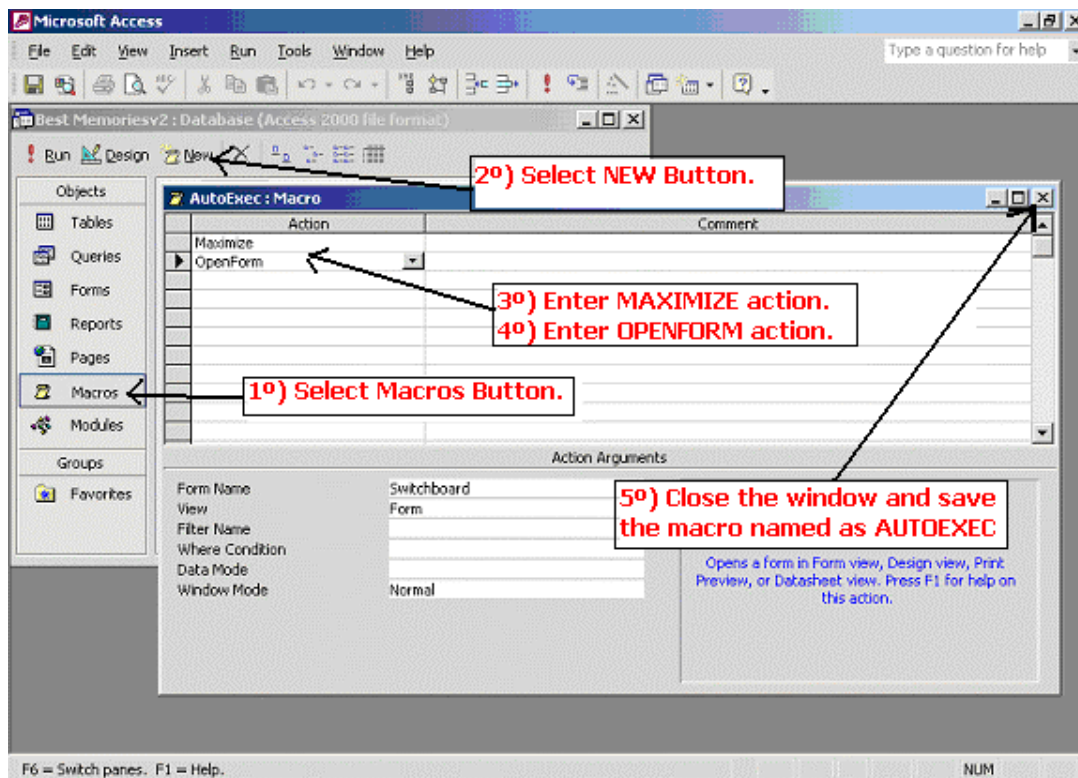 Microsoft Access
File Edit View Insert Run Tools Window Help
Type a question for help
Best Memoriesv2 : Database (Access 2000 file format)
Run Design New
2º) Select NEW Button.
Objects
AutoExec : Macro
Tables
Action Comment
Maximize
Queries
OpenForm
Forms
3º) Enter MAXIMIZE action.
4º) Enter OPENFORM action.
Reports
Pages
Macros
1º) Select Macros Button.
Modules
Groups
Action Arguments
Favorites
Form Name Switchboard
View Form
Filter Name
Where Condition
Data Mode
Window Mode Normal
5º) Close the window and save
the macro named as AUTOEXEC
Opens a form in Form view, Design view, Print
Preview, or Datasheet view. Press F1 for help on
this action.
F6 = Switch panes. F1 = Help.
NUM